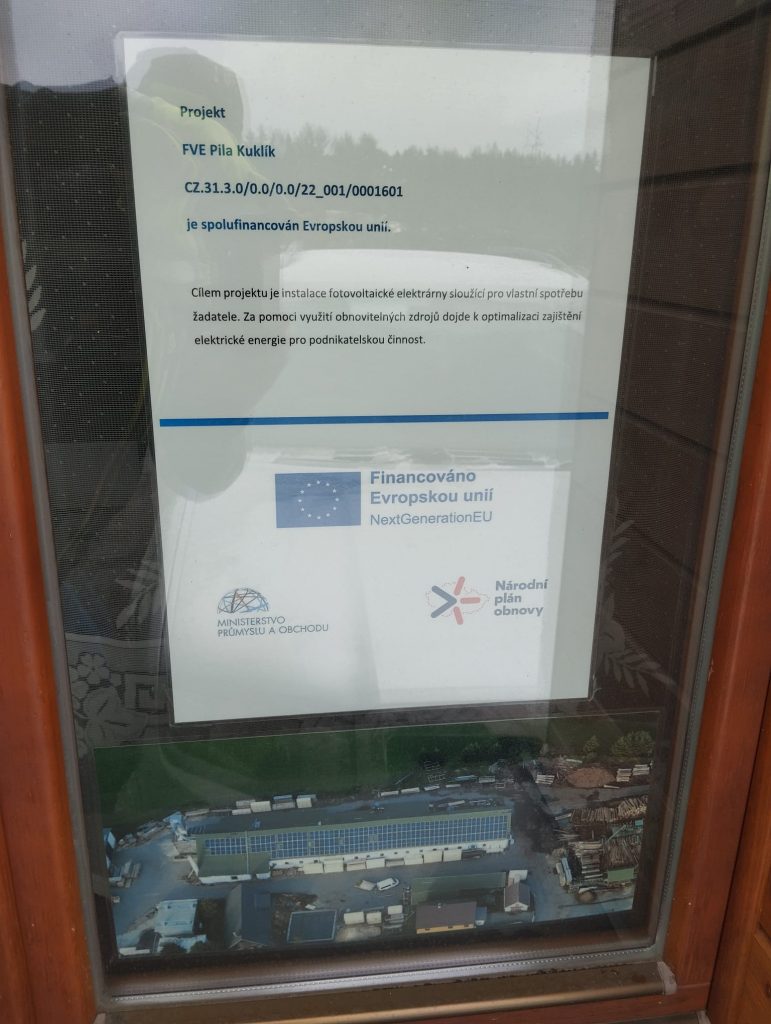 Projekt
FVE Pila Kuklík
CZ.31.3.0/0.0/0.0/22_001/0001601
je spolufinancován Evropskou unií.
Cílem projektu je instalace fotovoltaické elektrárny sloužící pro vlastní spotřebu
žadatele. Za pomoci využití obnovitelných zdrojů dojde k optimalizaci zajištění
elektrické energie pro podnikatelskou činnost.
Financováno
Evropskou unií
NextGenerationEU
MINISTERSTVO
PRŮMYSLU A OBCHODU
Národní
plán
obnovy